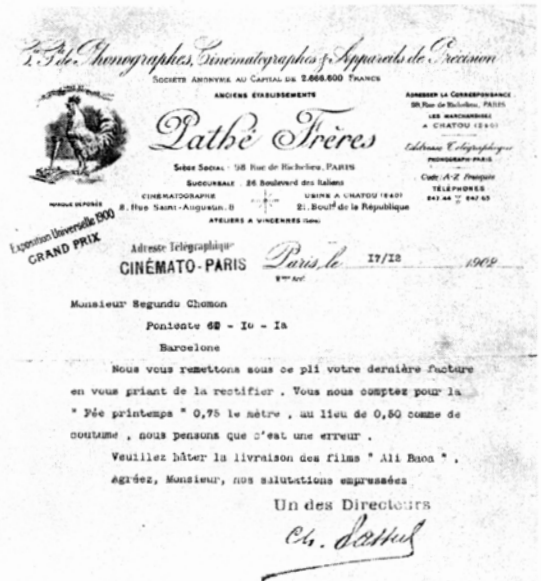 Cie Gle de Phonographes, Cinématographes & Appareils de Précision
SOCIÉTÉ ANONYME AU CAPITAL DE 2.666.600 FRANCS
ANCIENS ÉTABLISSEMENTS
Pathé Frères
SIÈGE SOCIAL : 98 Rue de Richelieu, PARIS
SUCCURSALE : 26 Boulevard des Italiens
CINÉMATOGRAPHE
8, Rue Saint-Augustin, 8
USINE A CHATOU (S&O)
21, Boulᵈ de la République
ATELIERS A VINCENNES (Seine)
ADRESSER LA CORRESPONDANCE
98, Rue de Richelieu, PARIS
LES MARCHANDISES
A CHATOU (S&O)
Adresse Télégraphique
PHONOGRAPH-PARIS
Code: A-Z Français
TÉLÉPHONES
MARQUE DÉPOSÉE
Exposition Universelle 1900
GRAND PRIX
Adresse Télégraphique
CINÉMATO-PARIS
Paris, le 17/12 190
Monsieur Segundo Chomon
Poniente
Barcelone
Nous vous remettons sous ce pli votre dernière facture
en vous priant de la rectifier . Vous nous comptez pour la
" Fée printemps " 0,75 le mètre , au lieu de 0,50 comme de
coutume , nous pensons que c'est une erreur .
Veuillez hâter la livraison des films " Ali Baba " .
Agréez, Monsieur, nos salutations empressées
Un des Directeurs
Ch.